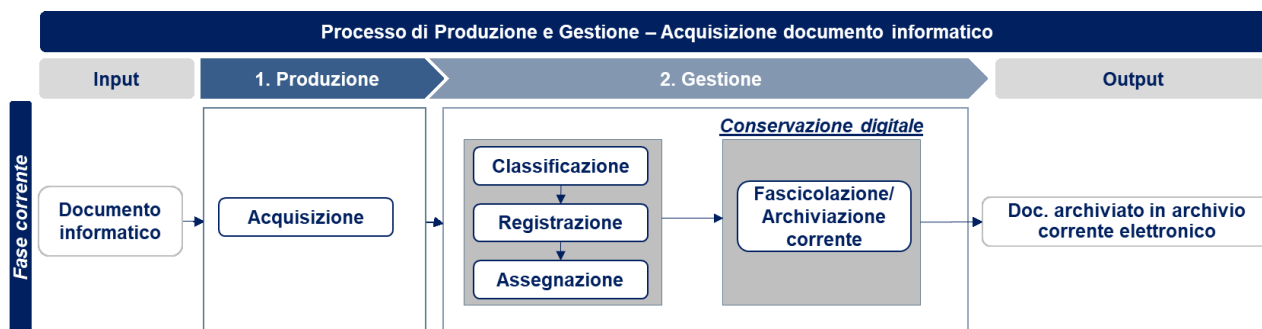 Processo di Produzione e Gestione – Acquisizione documento informatico
Input
1. Produzione
2. Gestione
Output
Fase corrente
Documento
informatico
Acquisizione
Classificazione
Registrazione
Assegnazione
Conservazione digitale
Fascicolazione/
Archiviazione
corrente
Doc. archiviato in archivio
corrente elettronico